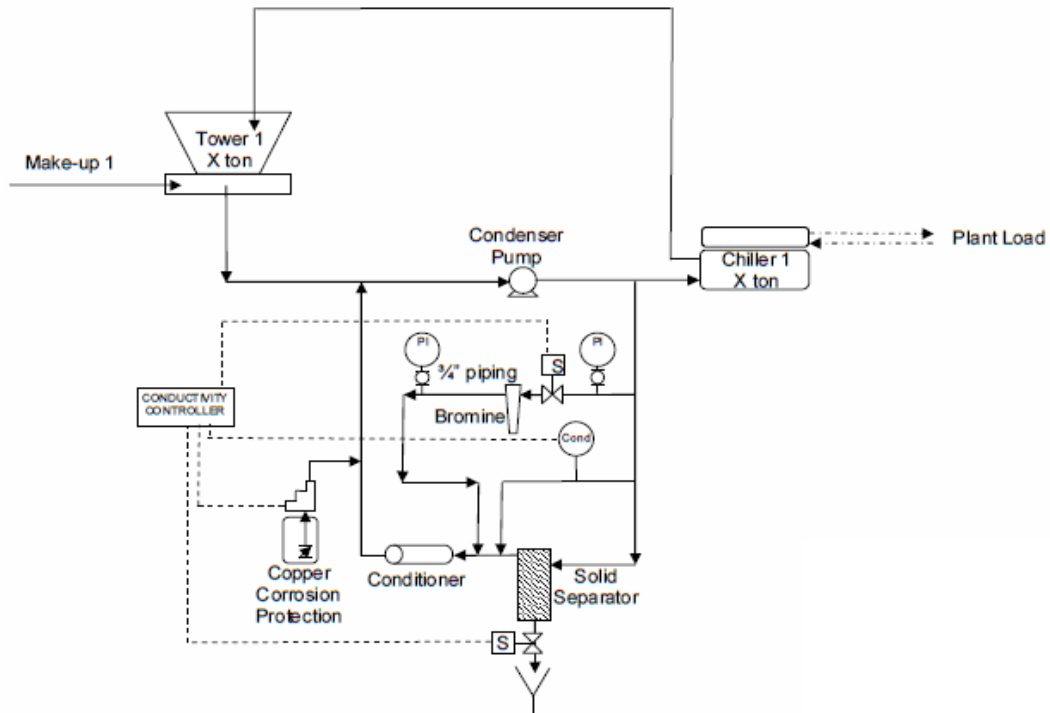 Tower 1
X ton
Make-up 1
Condenser
Pump
Plant Load
Chiller 1
X ton
PI
PI
¾" piping
S
CONDUCTIVITY
CONTROLLER
Bromine
Cond
Copper
Corrosion
Protection
Conditioner
Solid
Separator
S